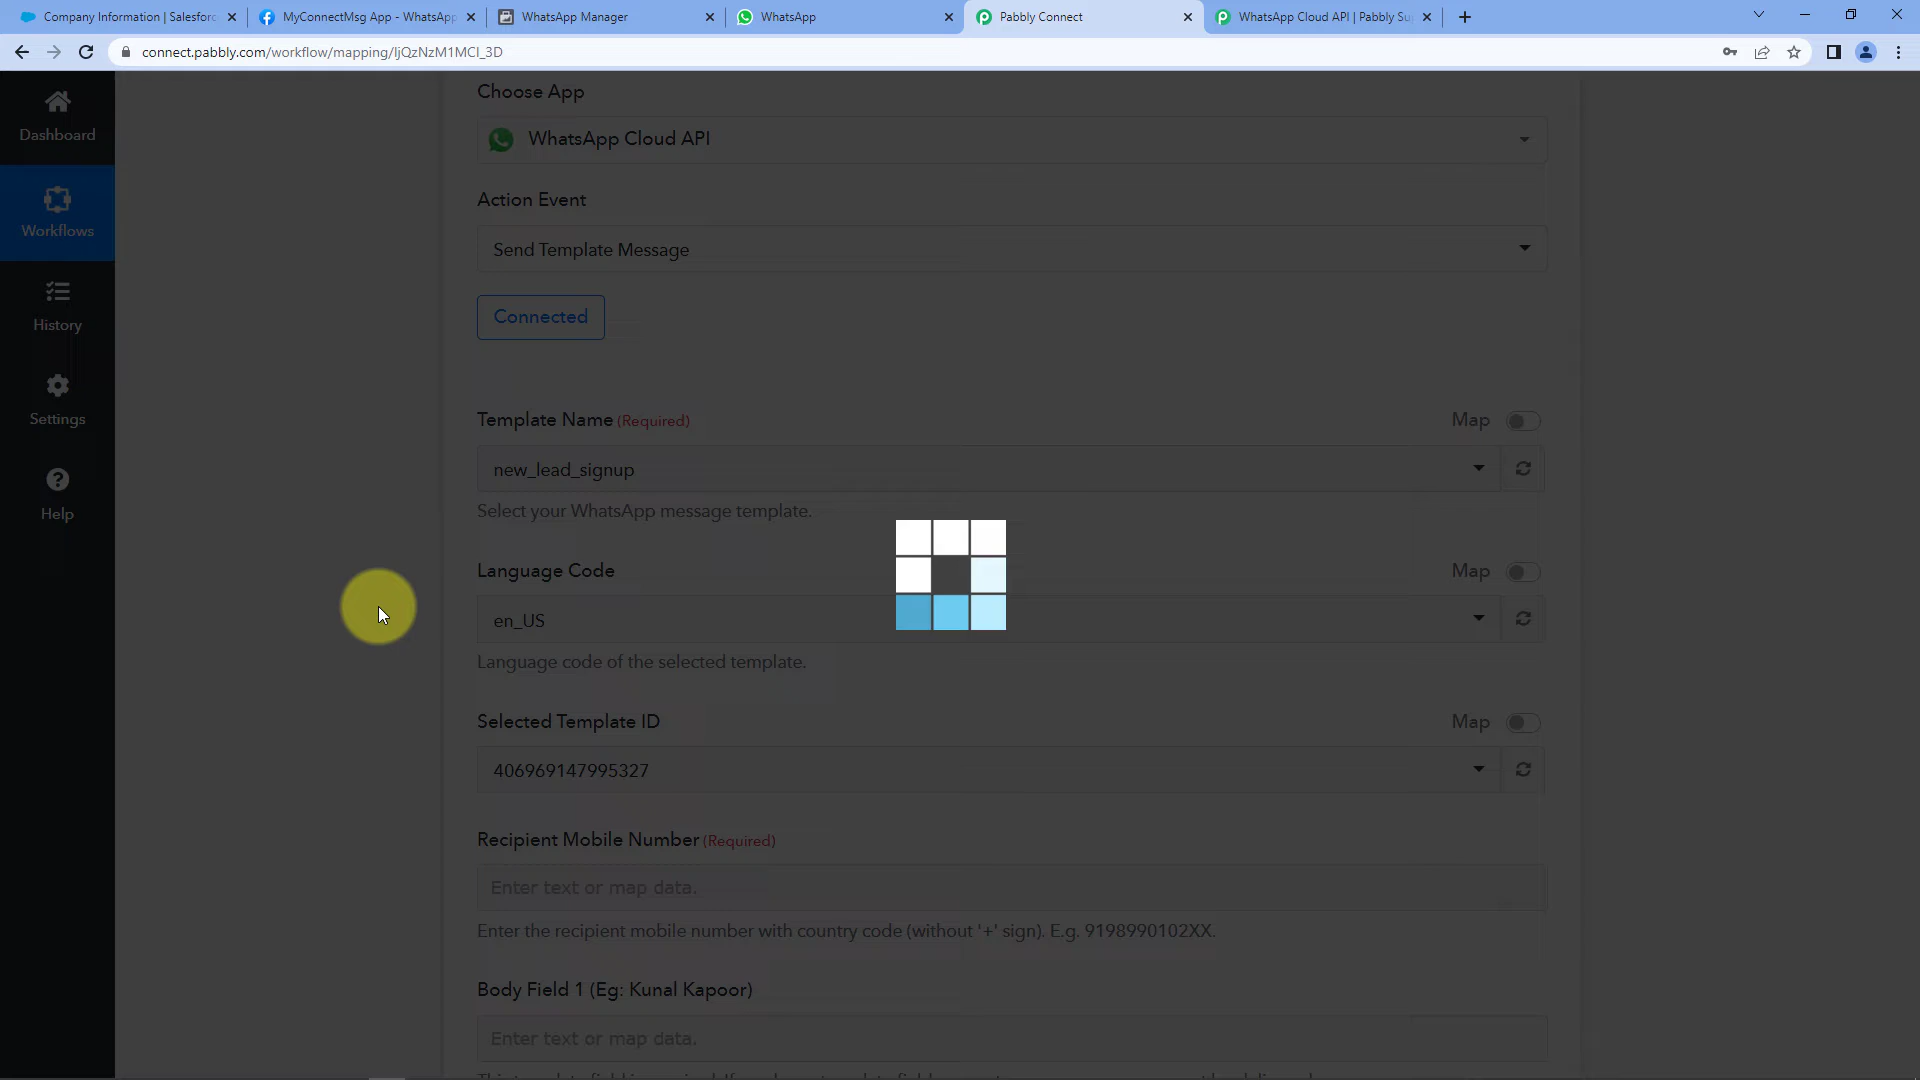 Company Information | Salesforc
MyConnectMsg App - WhatsApp
WhatsApp Manager
WhatsApp
Pabbly Connect
WhatsApp Cloud API | Pabbly Su
connect.pabbly.com/workflow/mapping/IjQzNzM1MCI_3D
Dashboard
Workflows
History
Settings
Help
Choose App
WhatsApp Cloud API
Action Event
Send Template Message
Connected
Template Name (Required)
Map
new_lead_signup
Select your WhatsApp message template.
Language Code
Map
en_US
Language code of the selected template.
Selected Template ID
Map
406969147995327
Recipient Mobile Number (Required)
Enter text or map data.
Enter the recipient mobile number with country code (without '+' sign). E.g. 9198990102XX.
Body Field 1 (Eg: Kunal Kapoor)
Enter text or map data.